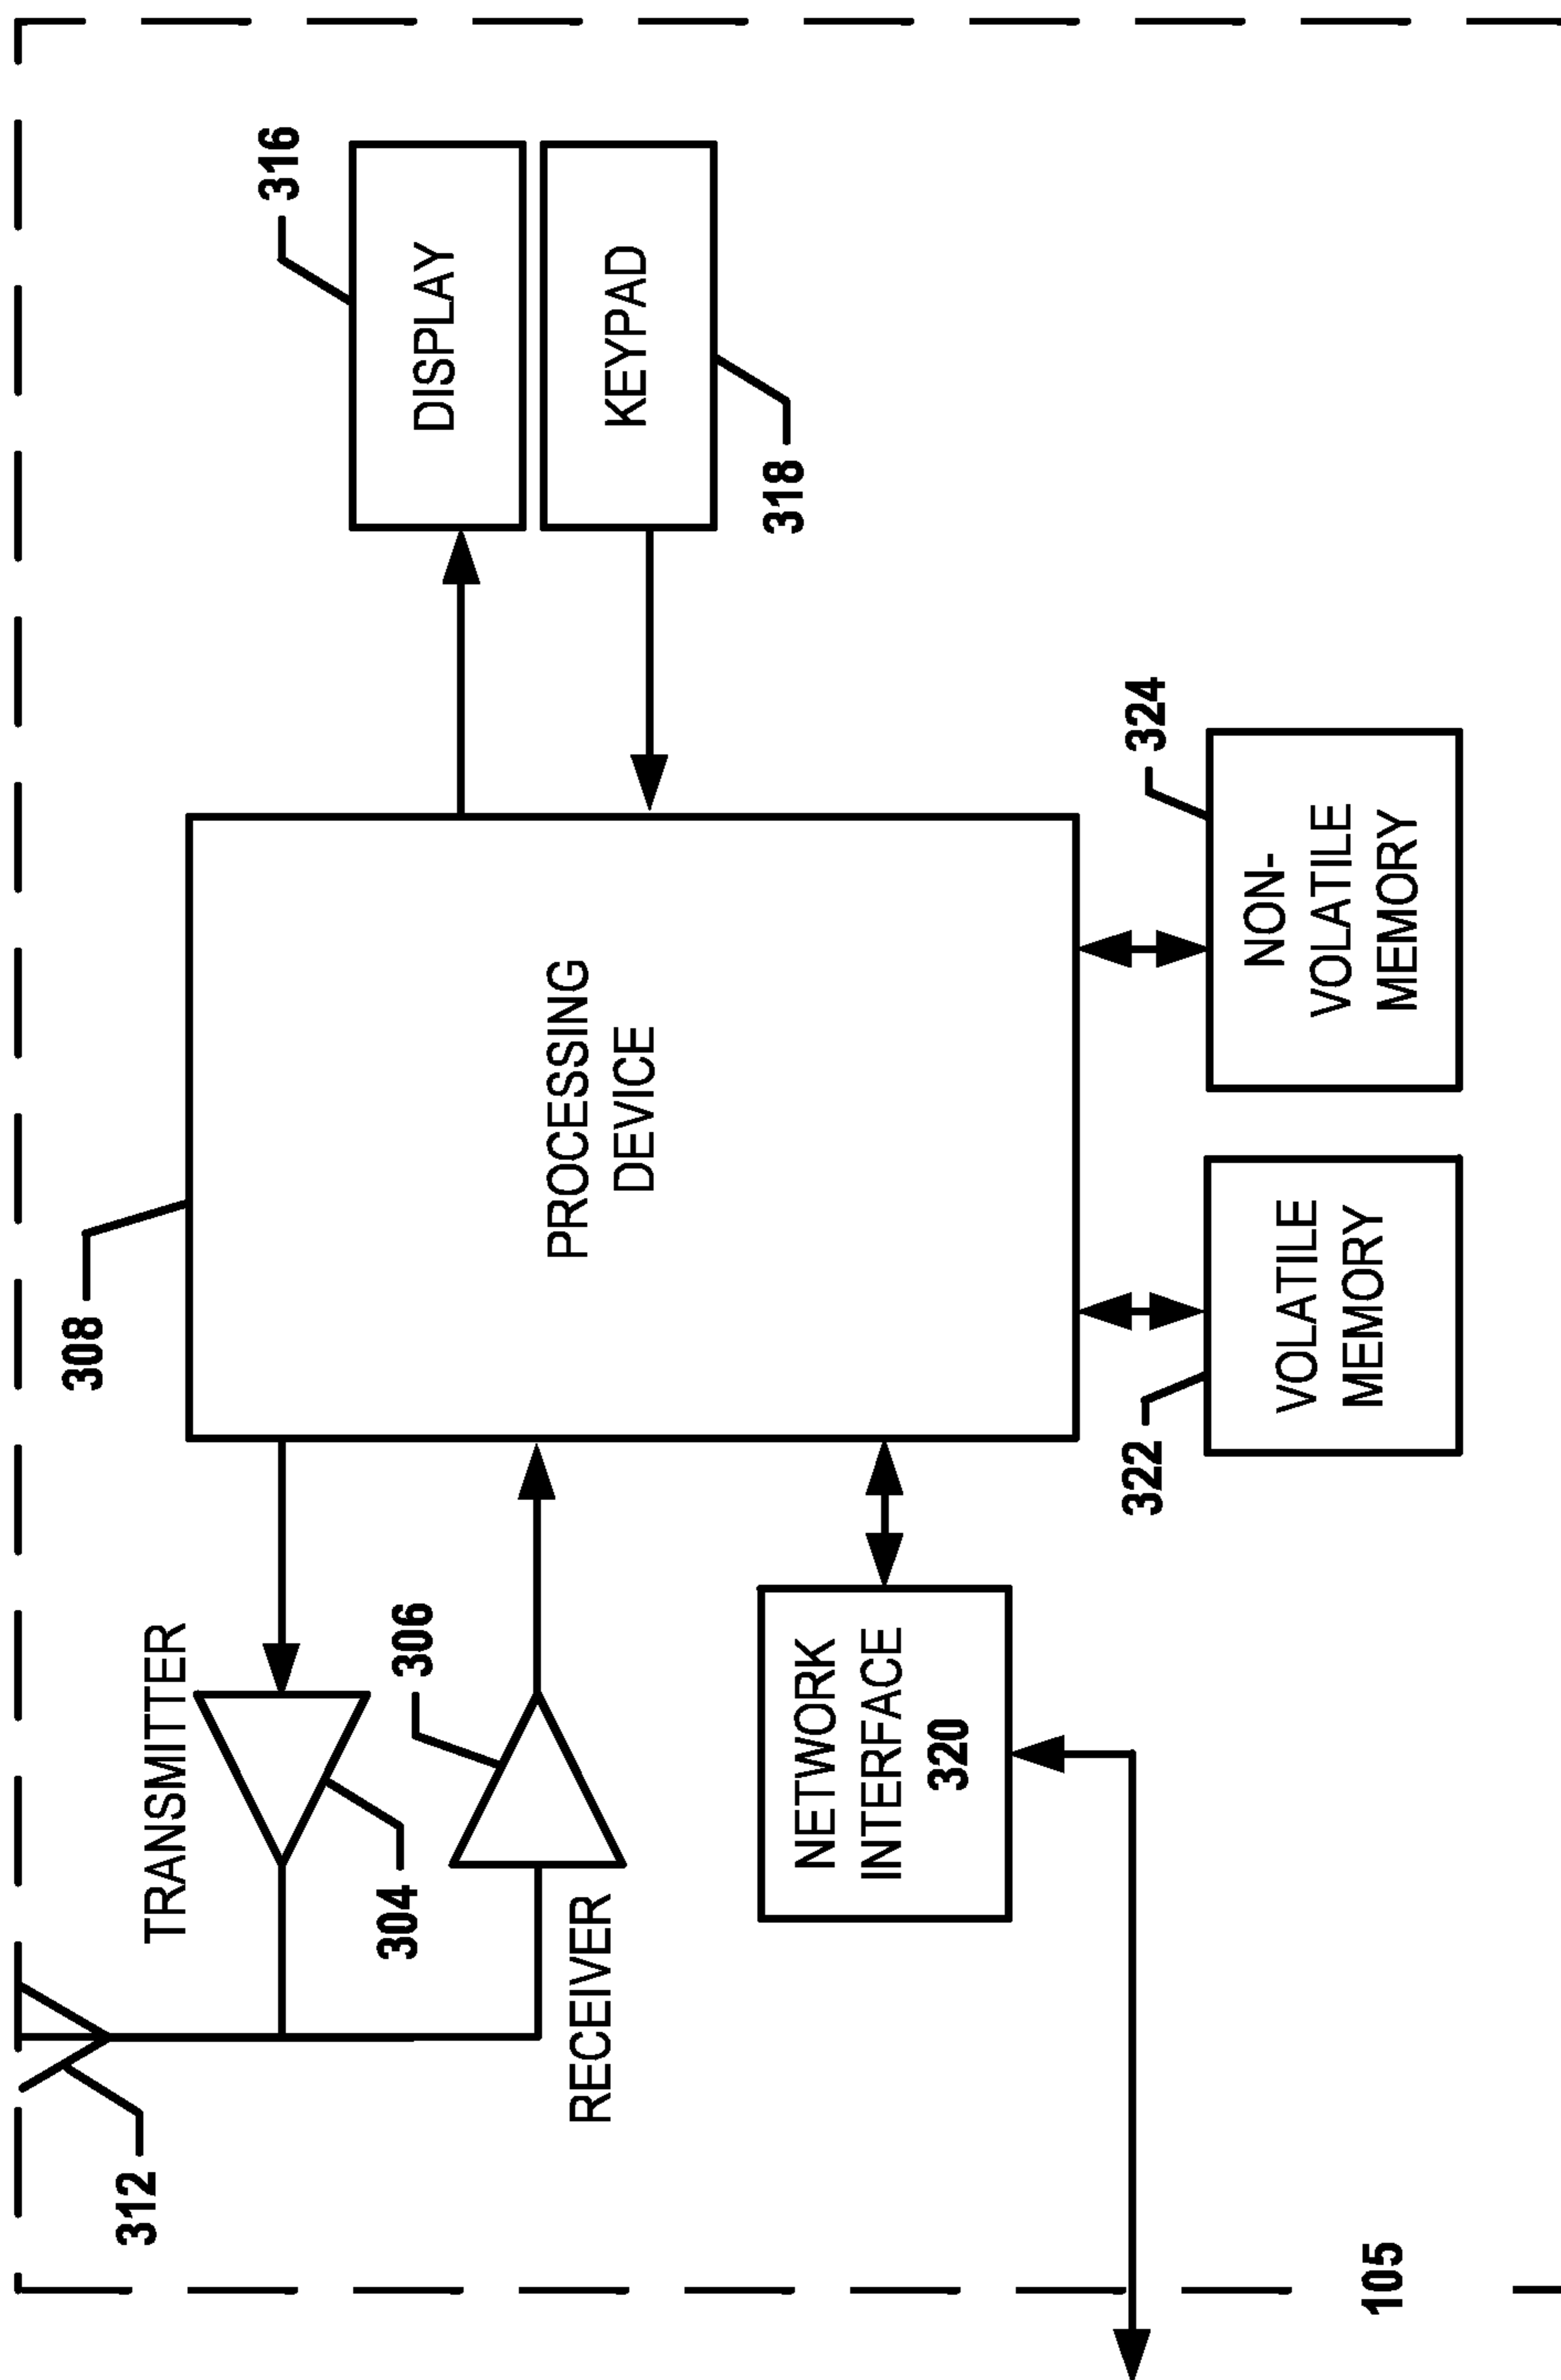 312
TRANSMITTER
304
306
RECEIVER
308
PROCESSING
DEVICE
316
DISPLAY
KEYPAD
318
NETWORK
INTERFACE
320
322
VOLATILE
MEMORY
324
NON-
VOLATILE
MEMORY
105